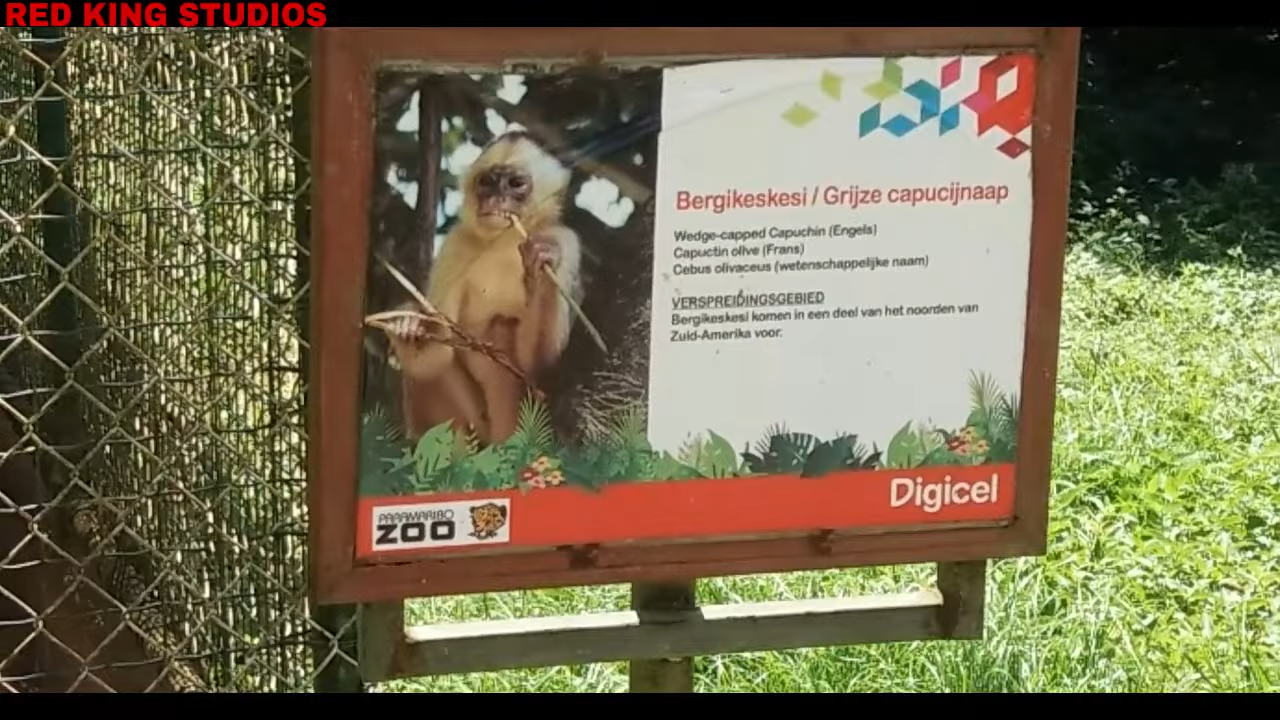 RED KING STUDIOS
Bergikeskesi / Grijze capucijnaap
Wedge-capped Capuchin (Engels)
Capuctin olive (Frans)
Cebus olivaceus (wetenschappelijke naam)
VERSPREIDINGSGEBIED
Bergikeskesi komen in een deel van het noorden van
Zuid-Amerika voor.
Digicel
PARAMARIBO
ZOO